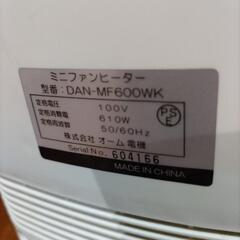 ミニファンヒーター
型番：DAN-MF600WK
定格電圧 100V
定格消費電 610W
定格周波数 50/60Hz
PSE
株式会社 オーム電機
Serial No. 604166
MADE IN CHINA